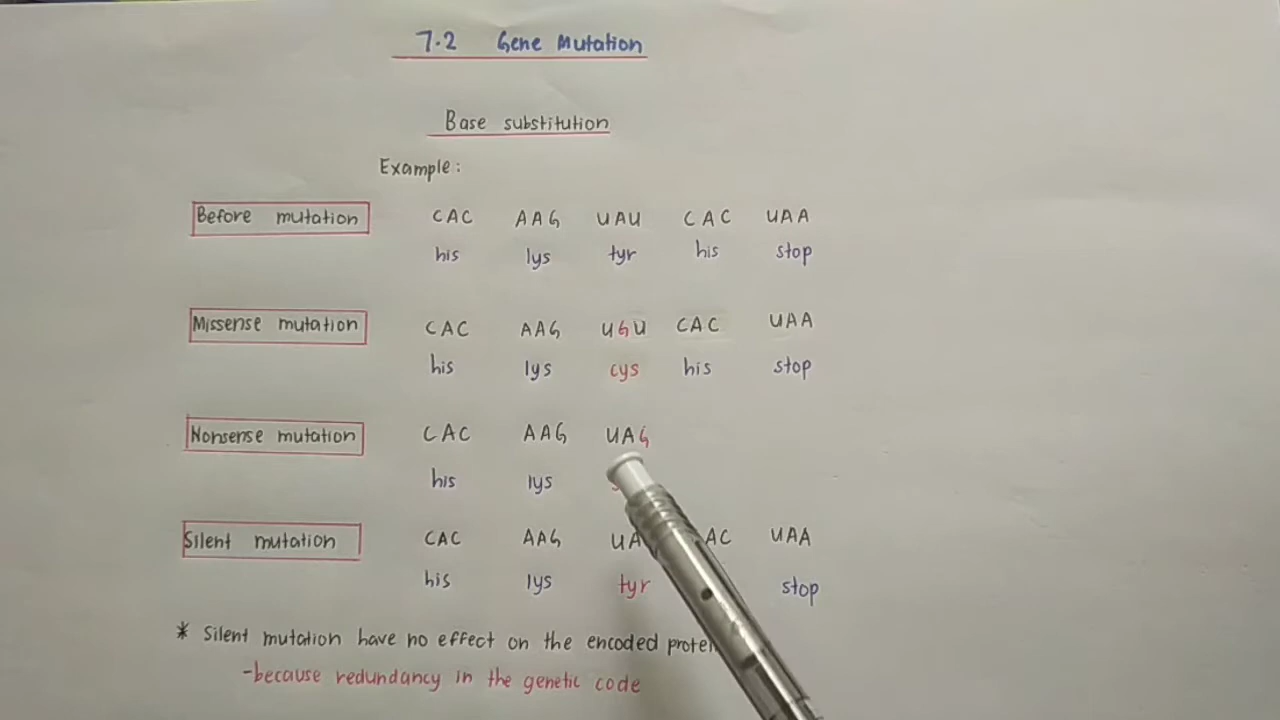 7.2 Gene Mutation
Base substitution
Example:
Before mutation CAC AAG UAU CAC UAA
his lys tyr his stop
Missense mutation CAC AAG UGU CAC UAA
his lys cys his stop
Nonsense mutation CAC AAG UAG
his lys
Silent mutation CAC AAG UAA
his lys tyr stop
* Silent mutation have no effect on the encoded
-because redundancy in the genetic code